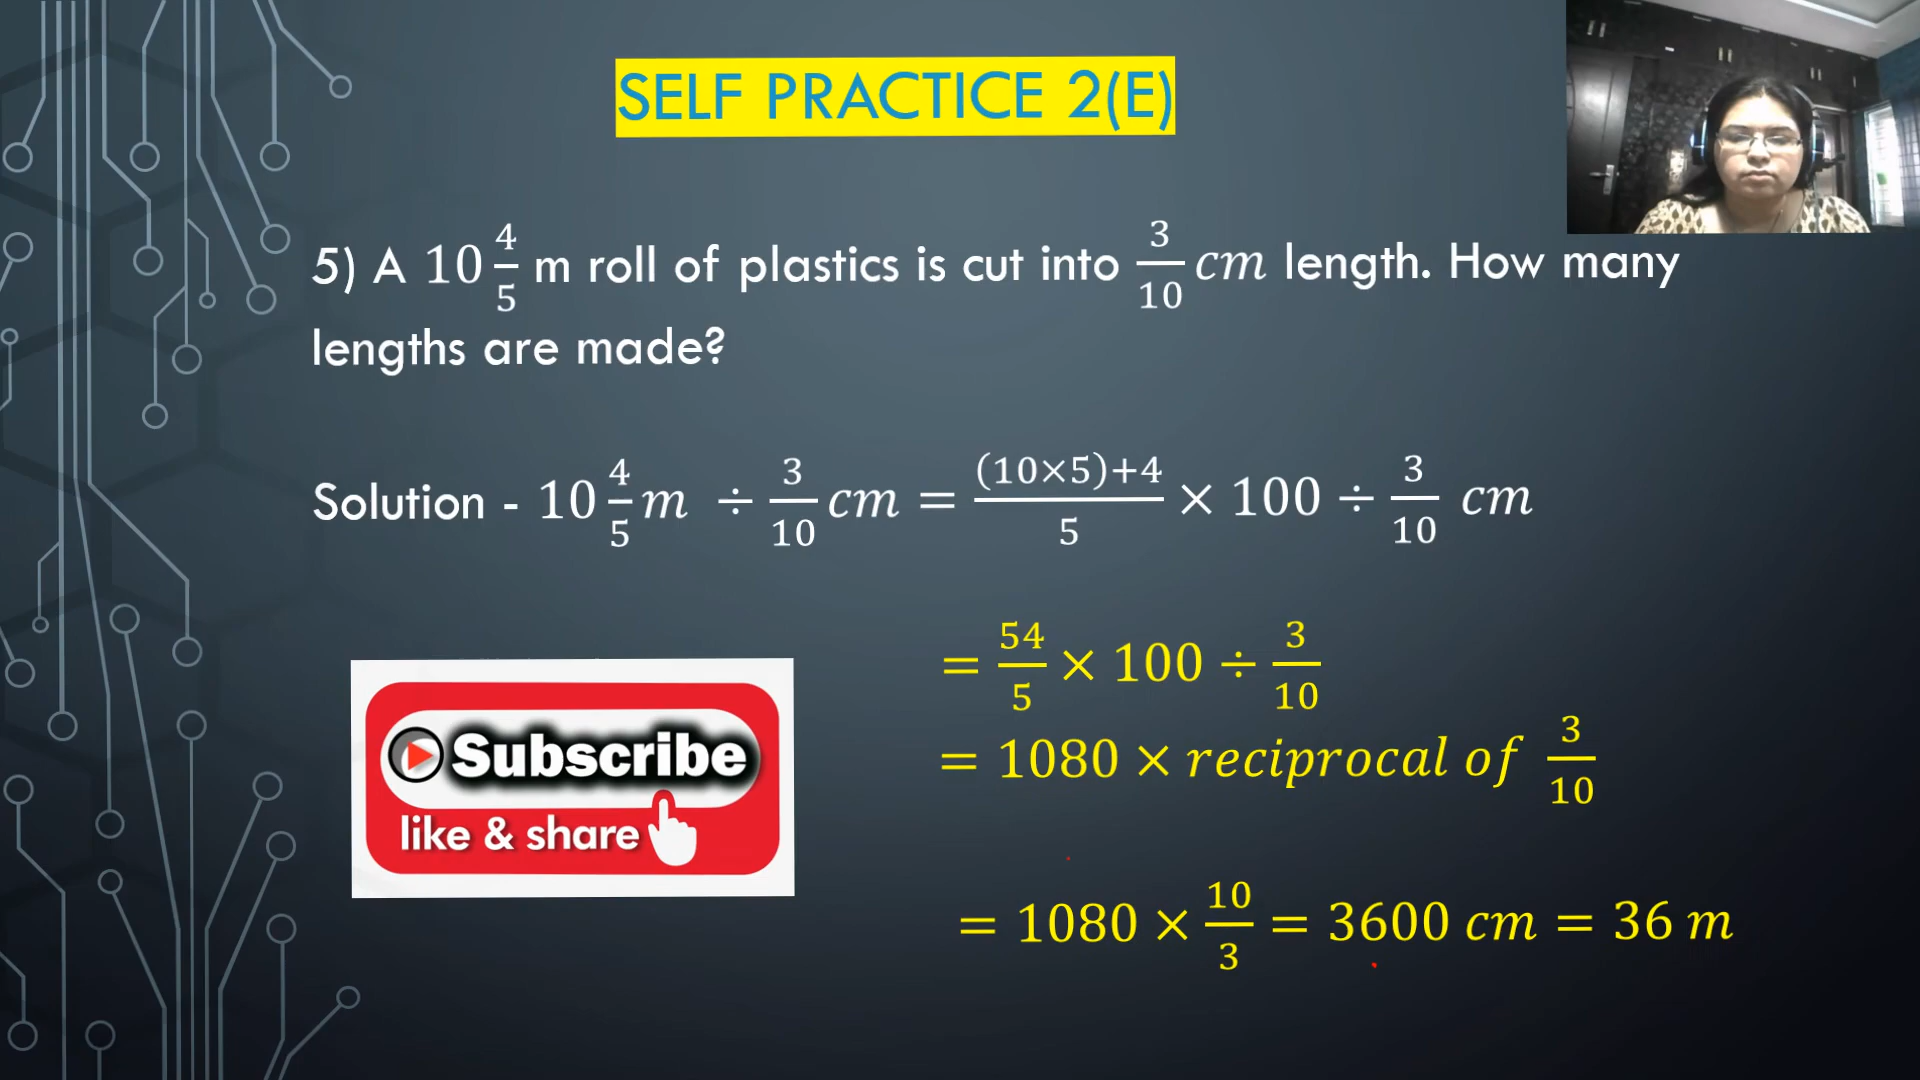 SELF PRACTICE 2(E)
5) A 10 4/5 m roll of plastics is cut into 3/10 cm length. How many
lengths are made?
Solution - 10 4/5 m ÷ 3/10 cm = (10×5)+4/5 × 100 ÷ 3/10 cm
= 54/5 × 100 ÷ 3/10
= 1080 × reciprocal of 3/10
Subscribe
like & share
= 1080 × 10/3 = 3600 cm = 36 m